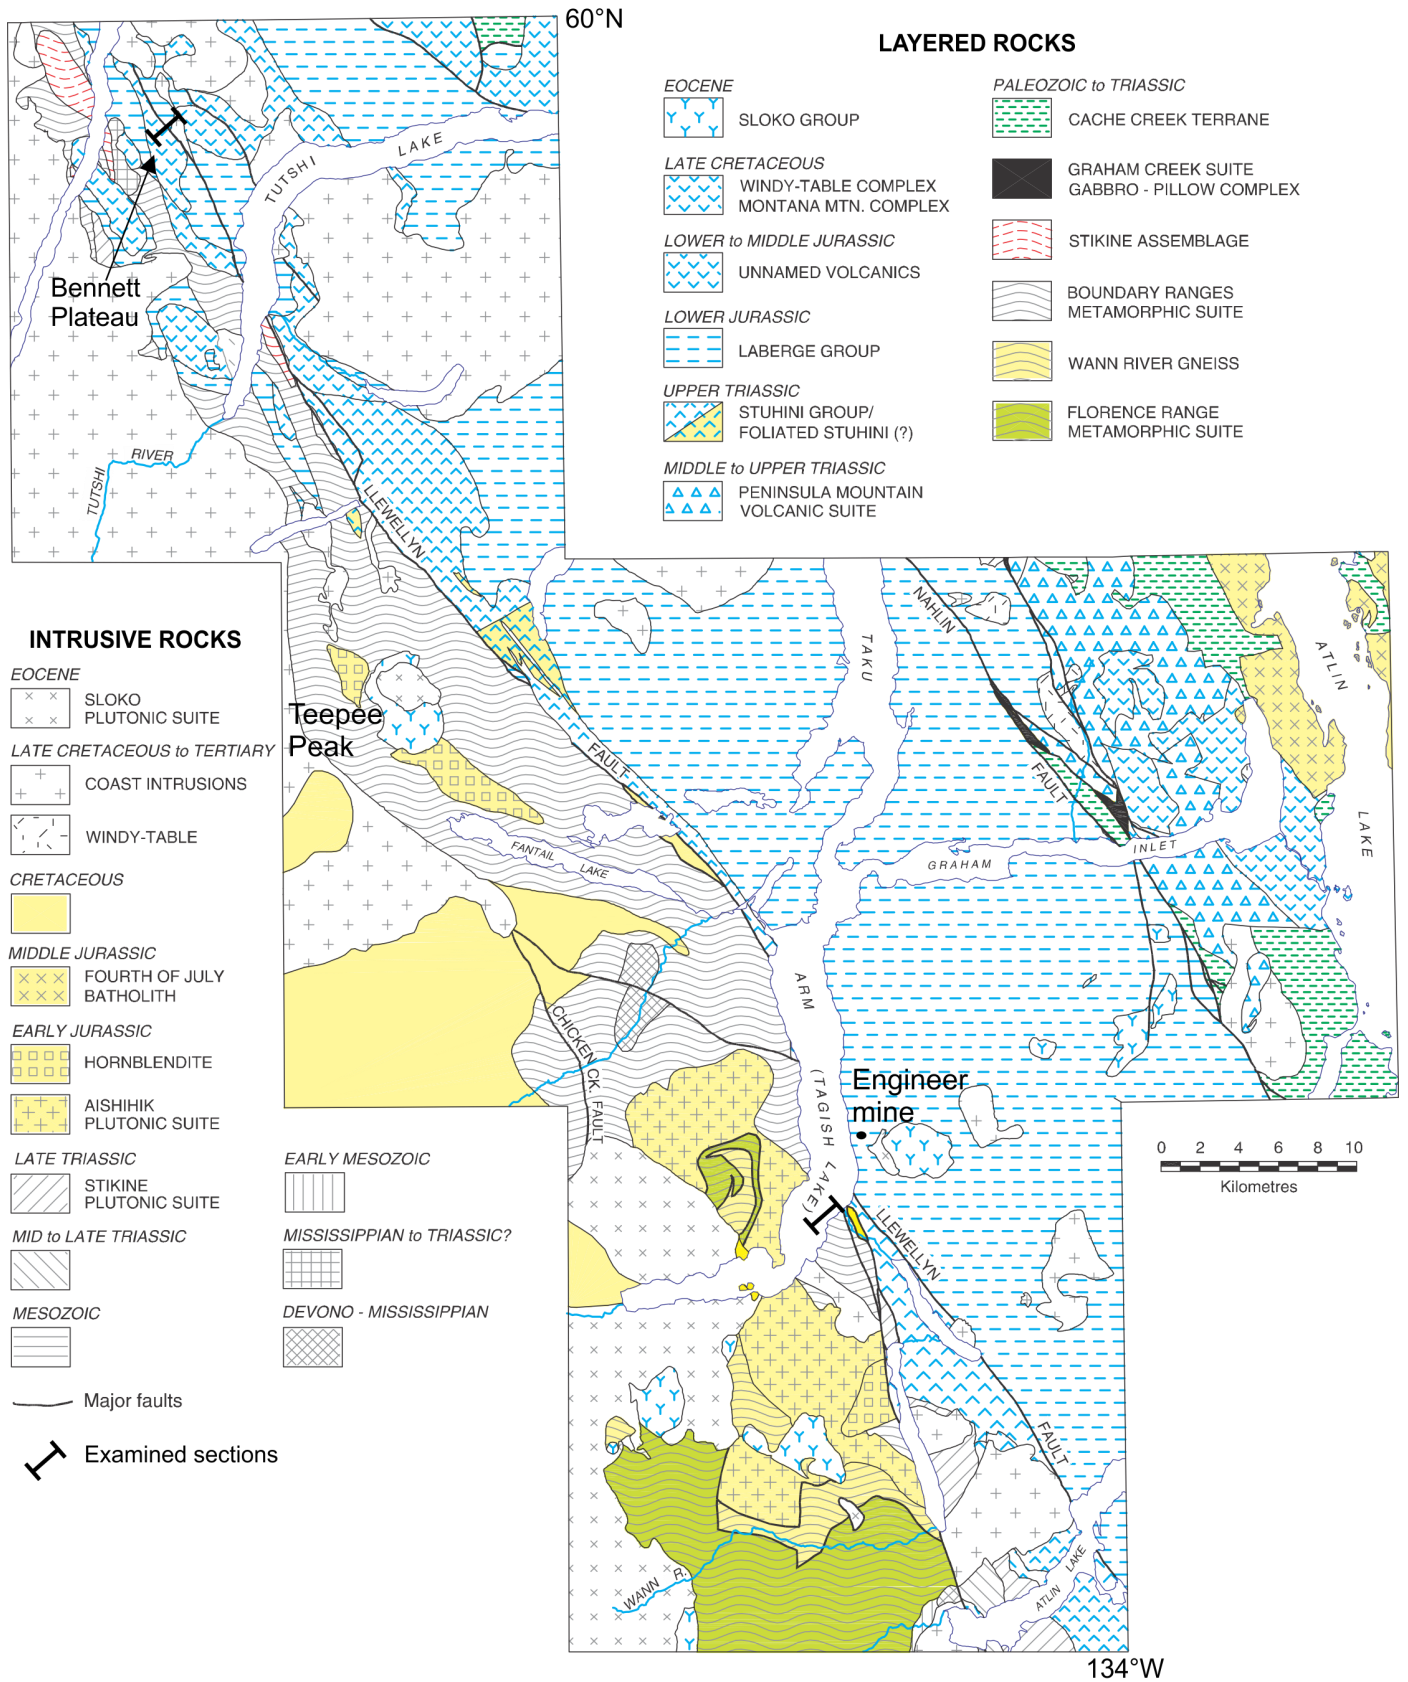 60°N
LAYERED ROCKS
EOCENE
SLOKO GROUP
LATE CRETACEOUS
WINDY-TABLE COMPLEX
MONTANA MTN. COMPLEX
LOWER to MIDDLE JURASSIC
UNNAMED VOLCANICS
LOWER JURASSIC
LABERGE GROUP
UPPER TRIASSIC
STUHINI GROUP/
FOLIATED STUHINI (?)
MIDDLE to UPPER TRIASSIC
PENINSULA MOUNTAIN
VOLCANIC SUITE
PALEOZOIC to TRIASSIC
CACHE CREEK TERRANE
GRAHAM CREEK SUITE
GABBRO - PILLOW COMPLEX
STIKINE ASSEMBLAGE
BOUNDARY RANGES
METAMORPHIC SUITE
WANN RIVER GNEISS
FLORENCE RANGE
METAMORPHIC SUITE
TUTSHI LAKE
Bennett
Plateau
TUTSHI RIVER
LLEWELLYN
FAULT
Teepee
Peak
FANTAIL
LAKE
CHICKEN CK. FAULT
TAKU
ARM
(TAGISH LAKE)
NAHLIN
FAULT
GRAHAM
INLET
ATLIN
LAKE
Engineer
mine
LLEWELLYN
FAULT
WANN R.
ATLIN LAKE
134°W
0 2 4 6 8 10
Kilometres
INTRUSIVE ROCKS
EOCENE
SLOKO
PLUTONIC SUITE
LATE CRETACEOUS to TERTIARY
COAST INTRUSIONS
WINDY-TABLE
CRETACEOUS
MIDDLE JURASSIC
FOURTH OF JULY
BATHOLITH
EARLY JURASSIC
HORNBLENDITE
AISHIHIK
PLUTONIC SUITE
LATE TRIASSIC
STIKINE
PLUTONIC SUITE
MID to LATE TRIASSIC
MESOZOIC
EARLY MESOZOIC
MISSISSIPPIAN to TRIASSIC?
DEVONO - MISSISSIPPIAN
Major faults
Examined sections